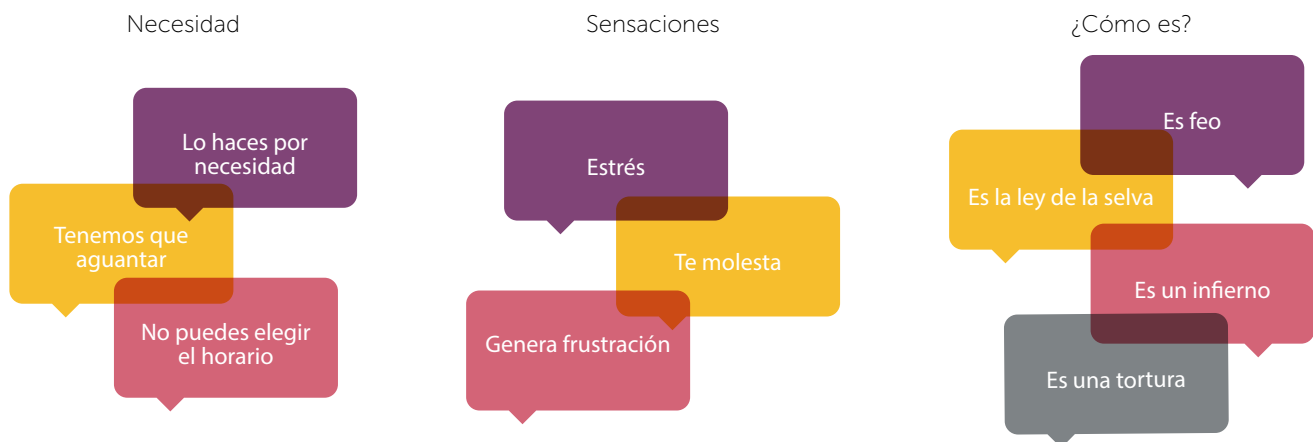 Necesidad
Lo haces por
necesidad
Tenemos que
aguantar
No puedes elegir
el horario
Sensaciones
Estrés
Te molesta
Genera frustración
¿Cómo es?
Es feo
Es la ley de la selva
Es un infierno
Es una tortura